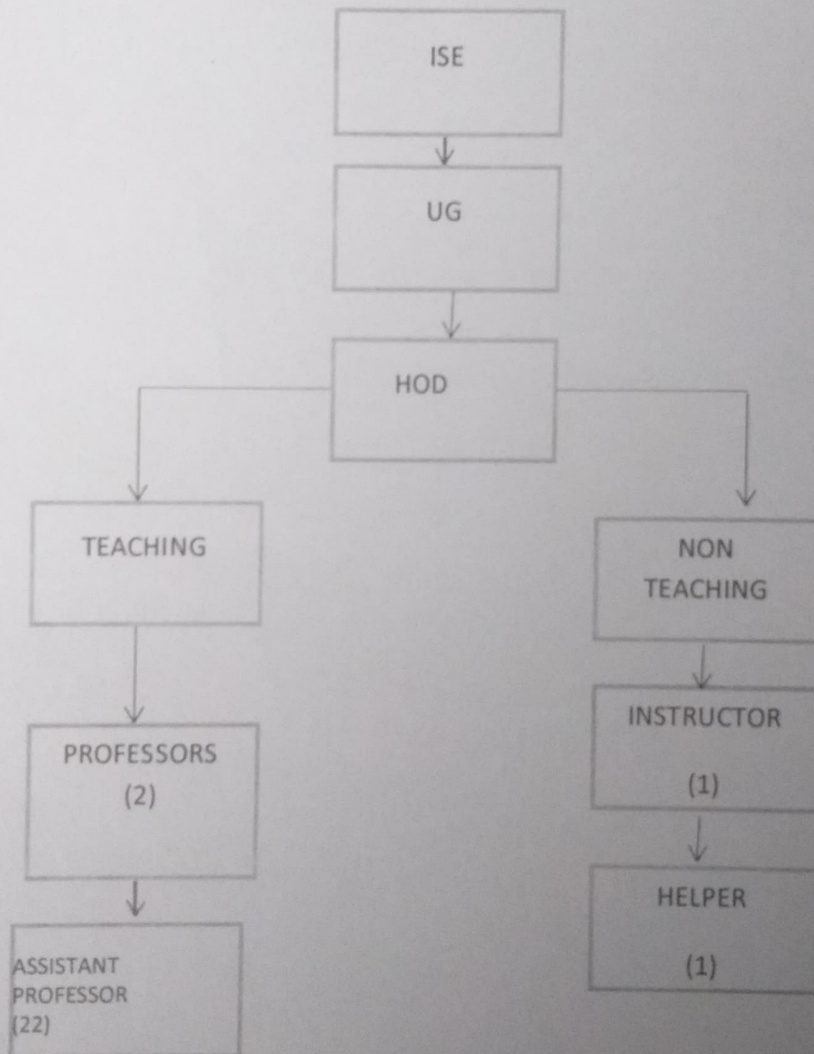 ISE
UG
HOD
TEACHING
NON
TEACHING
PROFESSORS
(2)
INSTRUCTOR
(1)
HELPER
(1)
ASSISTANT
PROFESSOR
(22)